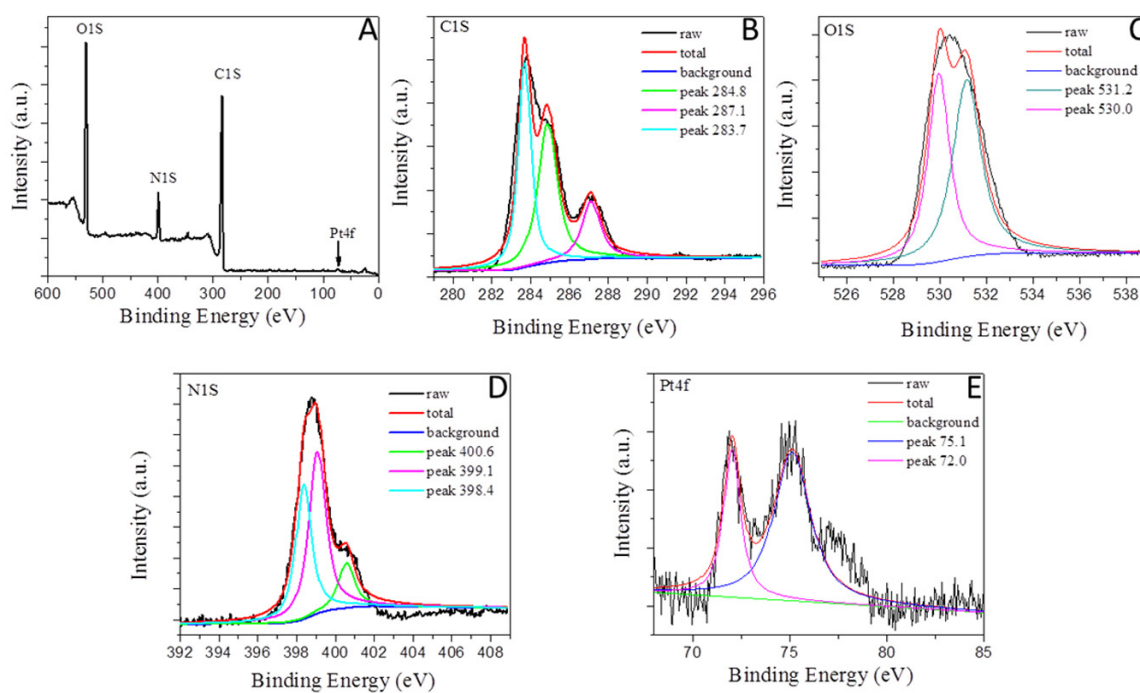 A
O1S
C1S
N1S
Pt4f
Intensity (a.u.)
600 500 400 300 200 100 0
Binding Energy (eV)
C1S
B
raw
total
background
peak 284.8
peak 287.1
peak 283.7
Intensity (a.u.)
280 282 284 286 288 290 292 294 296
Binding Energy (eV)
O1S
C
raw
total
background
peak 531.2
peak 530.0
Intensity (a.u.)
526 528 530 532 534 536 538
Binding Energy (eV)
N1S
D
raw
total
background
peak 400.6
peak 399.1
peak 398.4
Intensity (a.u.)
392 394 396 398 400 402 404 406 408
Binding Energy (eV)
Pt4f
E
raw
total
background
peak 75.1
peak 72.0
Intensity (a.u.)
70 75 80 85
Binding Energy (eV)